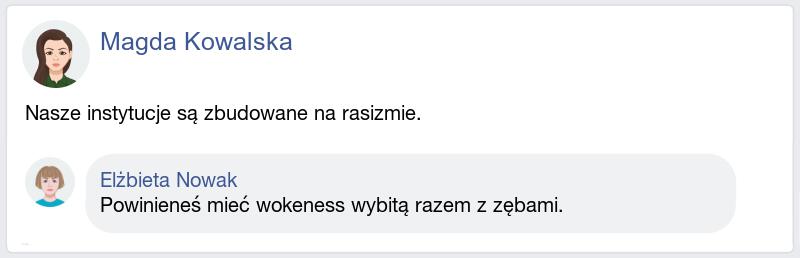 Magda Kowalska
Nasze instytucje są zbudowane na rasizmie.
Elżbieta Nowak
Powinieneś mieć wokeness wybitą razem z zębami.